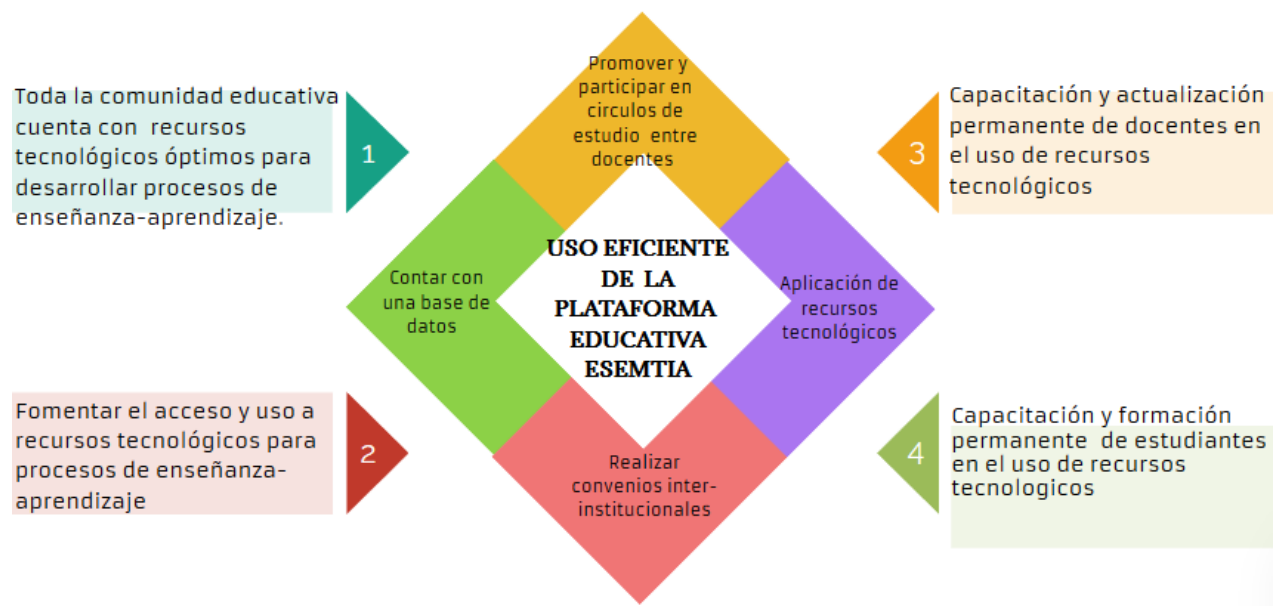 Toda la comunidad educativa
cuenta con recursos
tecnológicos óptimos para
desarrollar procesos de
enseñanza-aprendizaje.
1
Fomentar el acceso y uso a
recursos tecnológicos para
procesos de enseñanza-
aprendizaje
2
Promover y
participar en
circulos de
estudio entre
docentes
Contar con
una base de
datos
USO EFICIENTE
DE LA
PLATAFORMA
EDUCATIVA
ESEMTIA
Aplicación de
recursos
tecnológicos
Realizar
convenios inter-
institucionales
3
Capacitación y actualización
permanente de docentes en
el uso de recursos
tecnológicos
4
Capacitación y formación
permanente de estudiantes
en el uso de recursos
tecnologicos